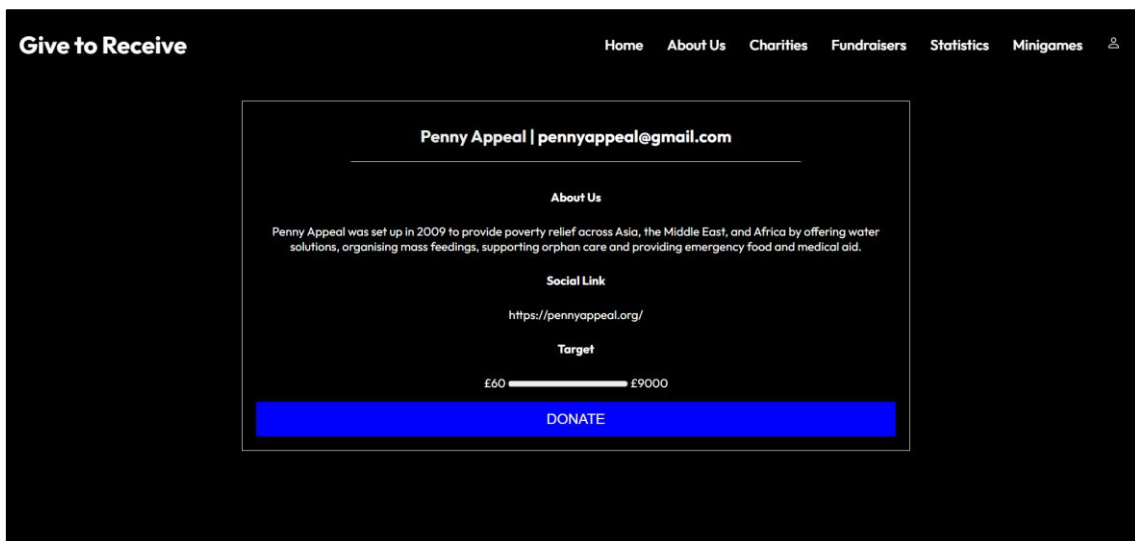 Give to Receive
Home About Us Charities Fundraisers Statistics Minigames
Penny Appeal | pennyappeal@gmail.com
About Us
Penny Appeal was set up in 2009 to provide poverty relief across Asia, the Middle East, and Africa by offering water
solutions, organising mass feedings, supporting orphan care and providing emergency food and medical aid.
Social Link
https://pennyappeal.org/
Target
£60 £9000
DONATE